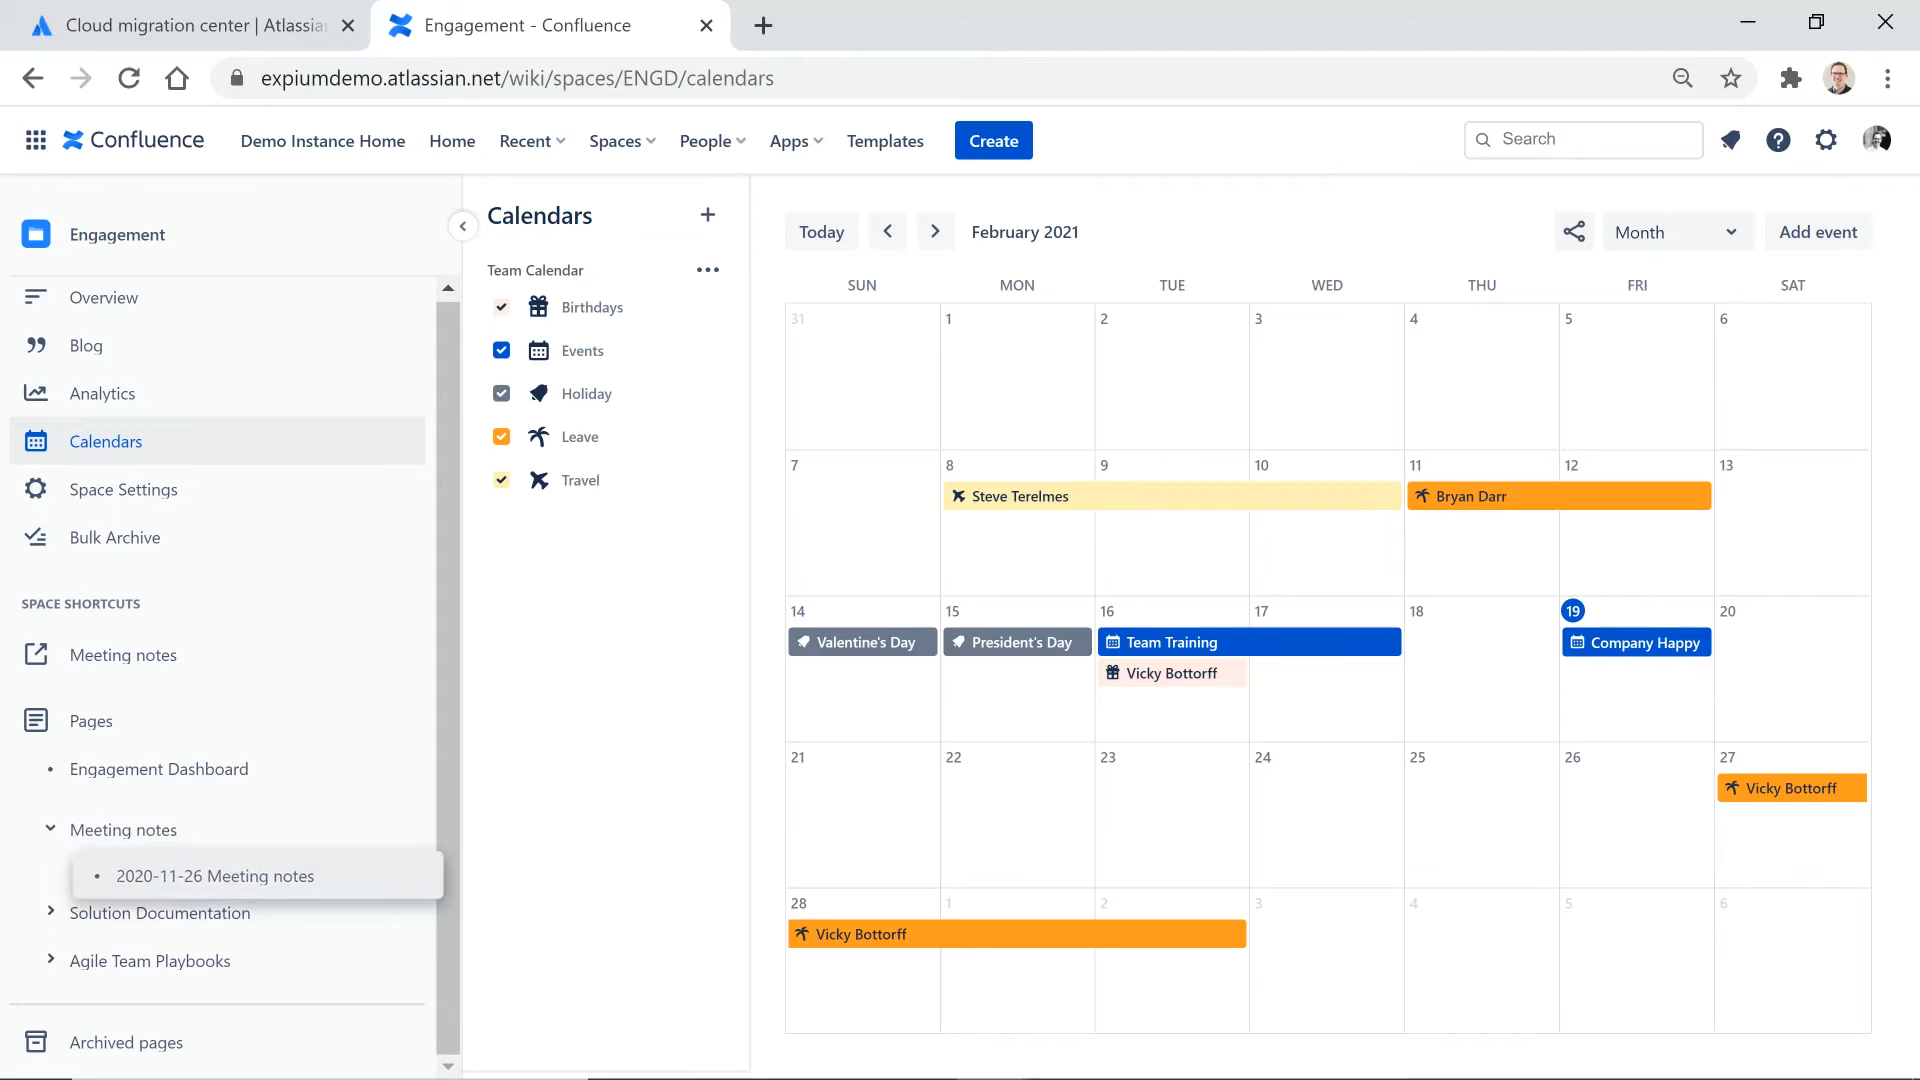 Cloud migration center | Atlassia
Engagement - Confluence
expiumdemo.atlassian.net/wiki/spaces/ENGD/calendars
Confluence
Demo Instance Home
Home
Recent
Spaces
People
Apps
Templates
Create
Search
Engagement
Overview
Blog
Analytics
Calendars
Space Settings
Bulk Archive
SPACE SHORTCUTS
Meeting notes
Pages
• Engagement Dashboard
Meeting notes
• 2020-11-26 Meeting notes
Solution Documentation
Agile Team Playbooks
Archived pages
Calendars
Team Calendar
Birthdays
Events
Holiday
Leave
Travel
Today
February 2021
Month
Add event
SUN MON TUE WED THU FRI SAT
31 1 2 3 4 5 6
7 8 9 10 11 12 13
Steve Terelmes
Bryan Darr
14 15 16 17 18 19 20
Valentine's Day
President's Day
Team Training
Company Happy
Vicky Bottorff
21 22 23 24 25 26 27
Vicky Bottorff
28 1 2 3 4 5 6
Vicky Bottorff